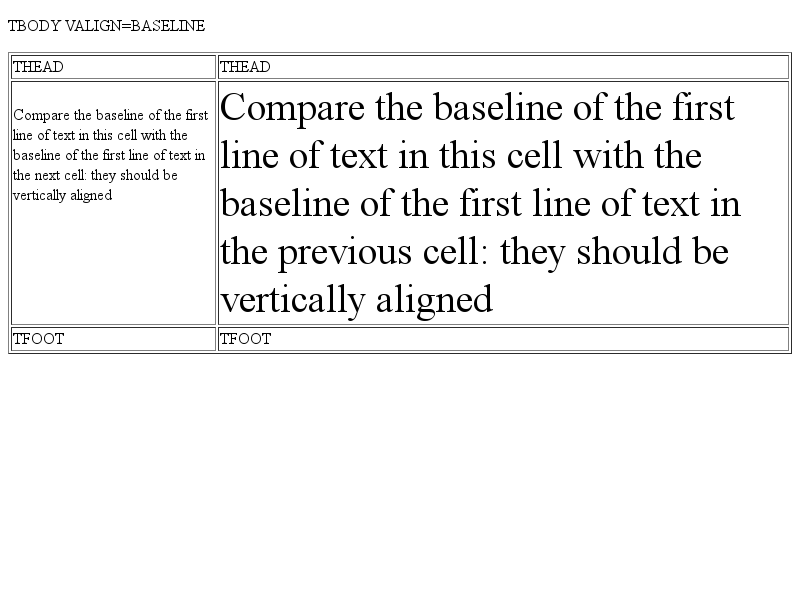 TBODY VALIGN=BASELINE
THEAD
THEAD
Compare the baseline of the first
line of text in this cell with the
baseline of the first line of text in
the next cell: they should be
vertically aligned
Compare the baseline of the first
line of text in this cell with the
baseline of the first line of text in
the previous cell: they should be
vertically aligned
TFOOT
TFOOT